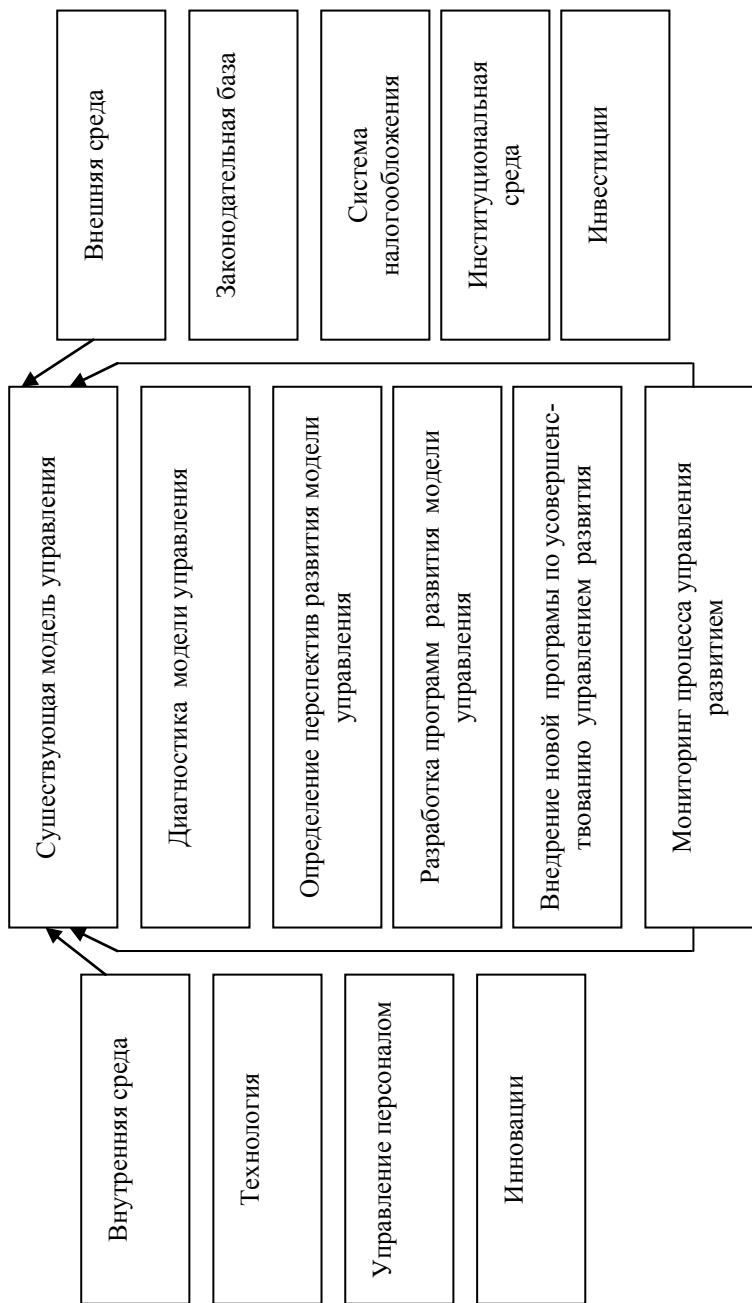 Внутренняя среда
Технология
Управление персоналом
Инновации
Сушествующая модель управления
Диагностика модели управления
Определение перспектив развития модели
управления
Разработка программ развития модели
управления
Внедрение новой програмы по усовершенс-
твованию управлением развития
Мониторинг процесса управления
развитием
Внешняя среда
Законодательная база
Система
налогообложения
Институциональная
среда
Инвестиции